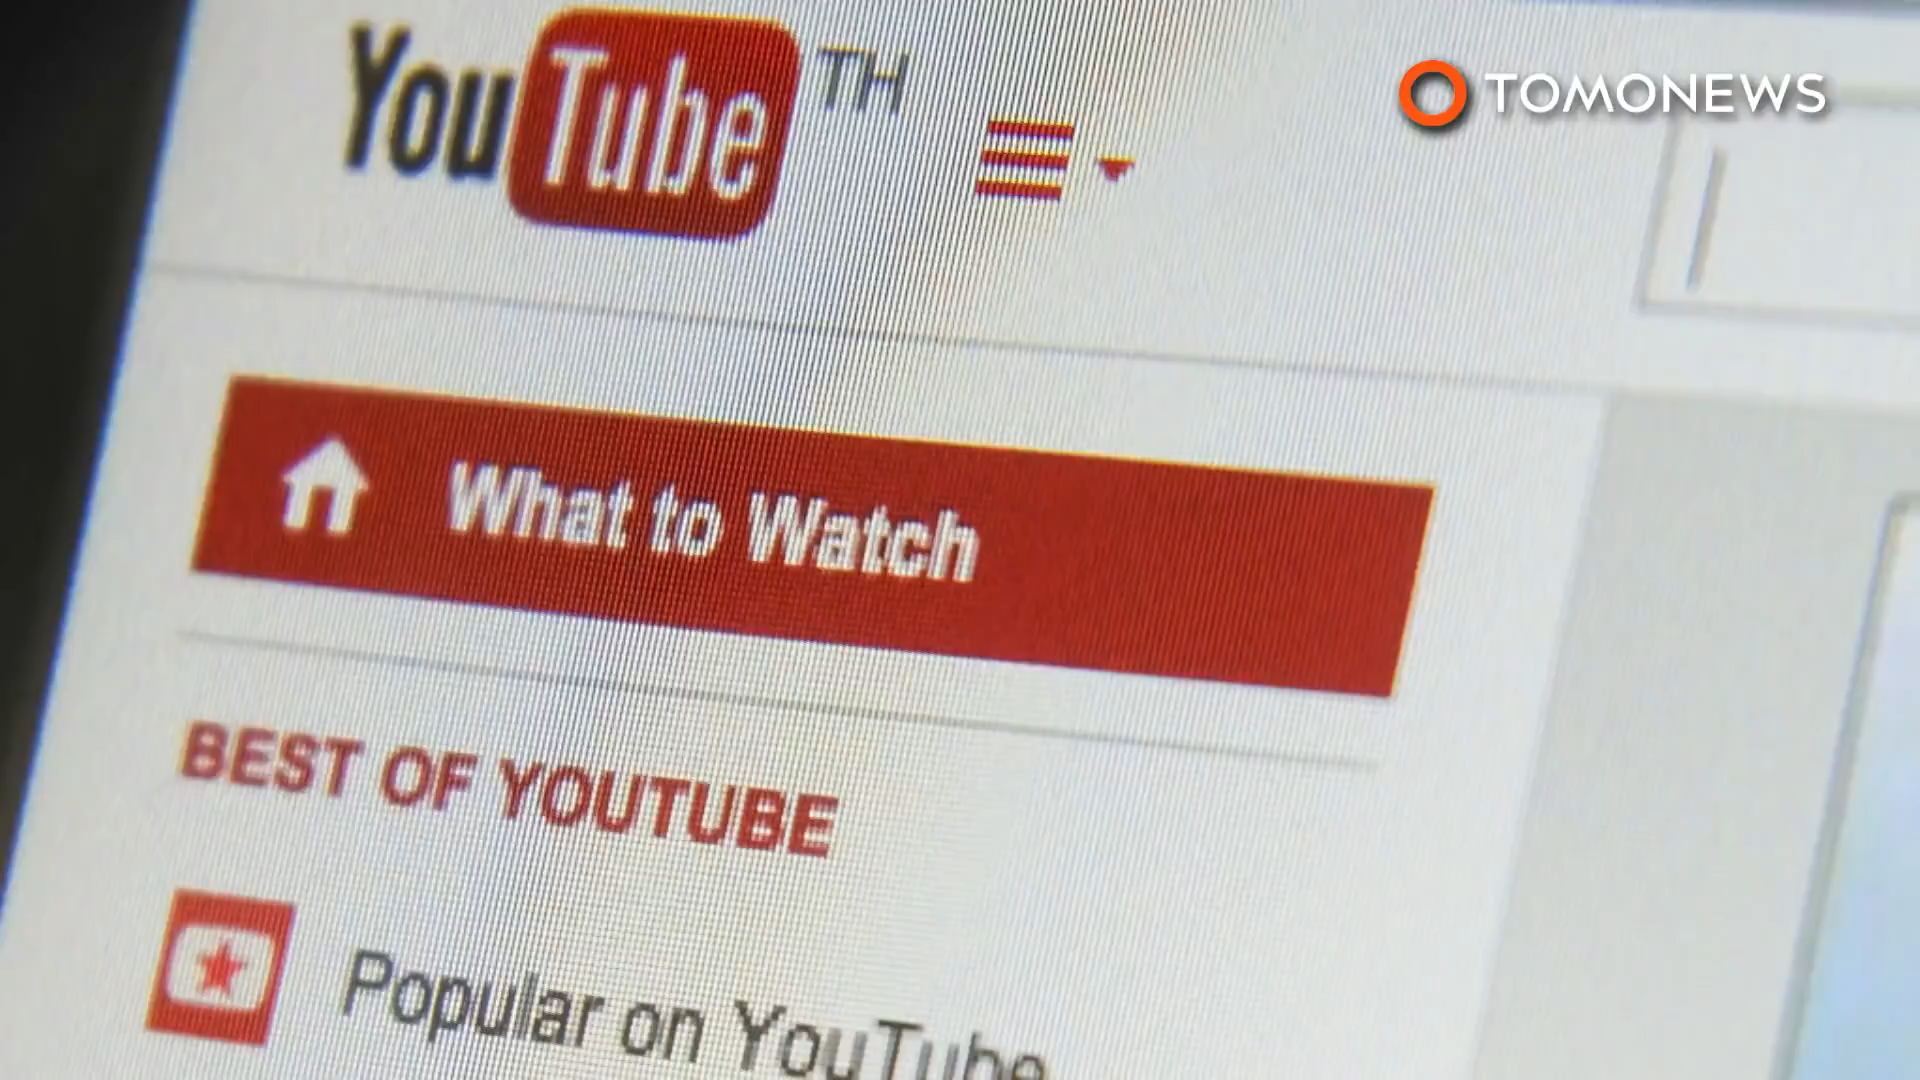 YouTube TH
TOMONEWS
What to Watch
BEST OF YOUTUBE
Popular on YouTube